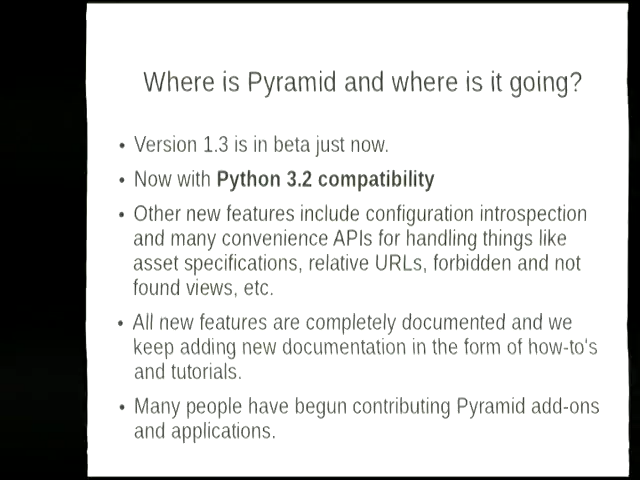 Where is Pyramid and where is it going?
• Version 1.3 is in beta just now.
• Now with Python 3.2 compatibility
• Other new features include configuration introspection
and many convenience APIs for handling things like
asset specifications, relative URLs, forbidden and not
found views, etc.
• All new features are completely documented and we
keep adding new documentation in the form of how-to's
and tutorials.
• Many people have begun contributing Pyramid add-ons
and applications.